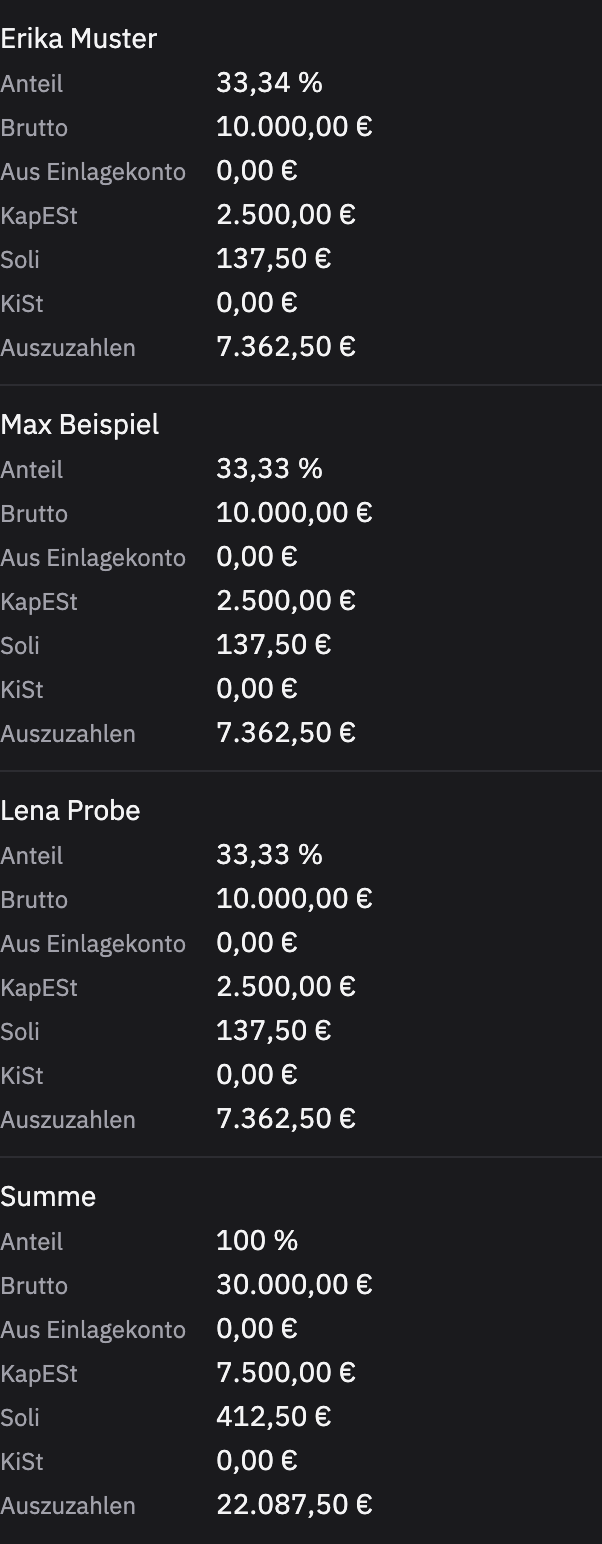 Erika Muster
Anteil 33,34 %
Brutto 10.000,00 €
Aus Einlagekonto 0,00 €
KapESt 2.500,00 €
Soli 137,50 €
KiSt 0,00 €
Auszuzahlen 7.362,50 €
Max Beispiel
Anteil 33,33 %
Brutto 10.000,00 €
Aus Einlagekonto 0,00 €
KapESt 2.500,00 €
Soli 137,50 €
KiSt 0,00 €
Auszuzahlen 7.362,50 €
Lena Probe
Anteil 33,33 %
Brutto 10.000,00 €
Aus Einlagekonto 0,00 €
KapESt 2.500,00 €
Soli 137,50 €
KiSt 0,00 €
Auszuzahlen 7.362,50 €
Summe
Anteil 100 %
Brutto 30.000,00 €
Aus Einlagekonto 0,00 €
KapESt 7.500,00 €
Soli 412,50 €
KiSt 0,00 €
Auszuzahlen 22.087,50 €